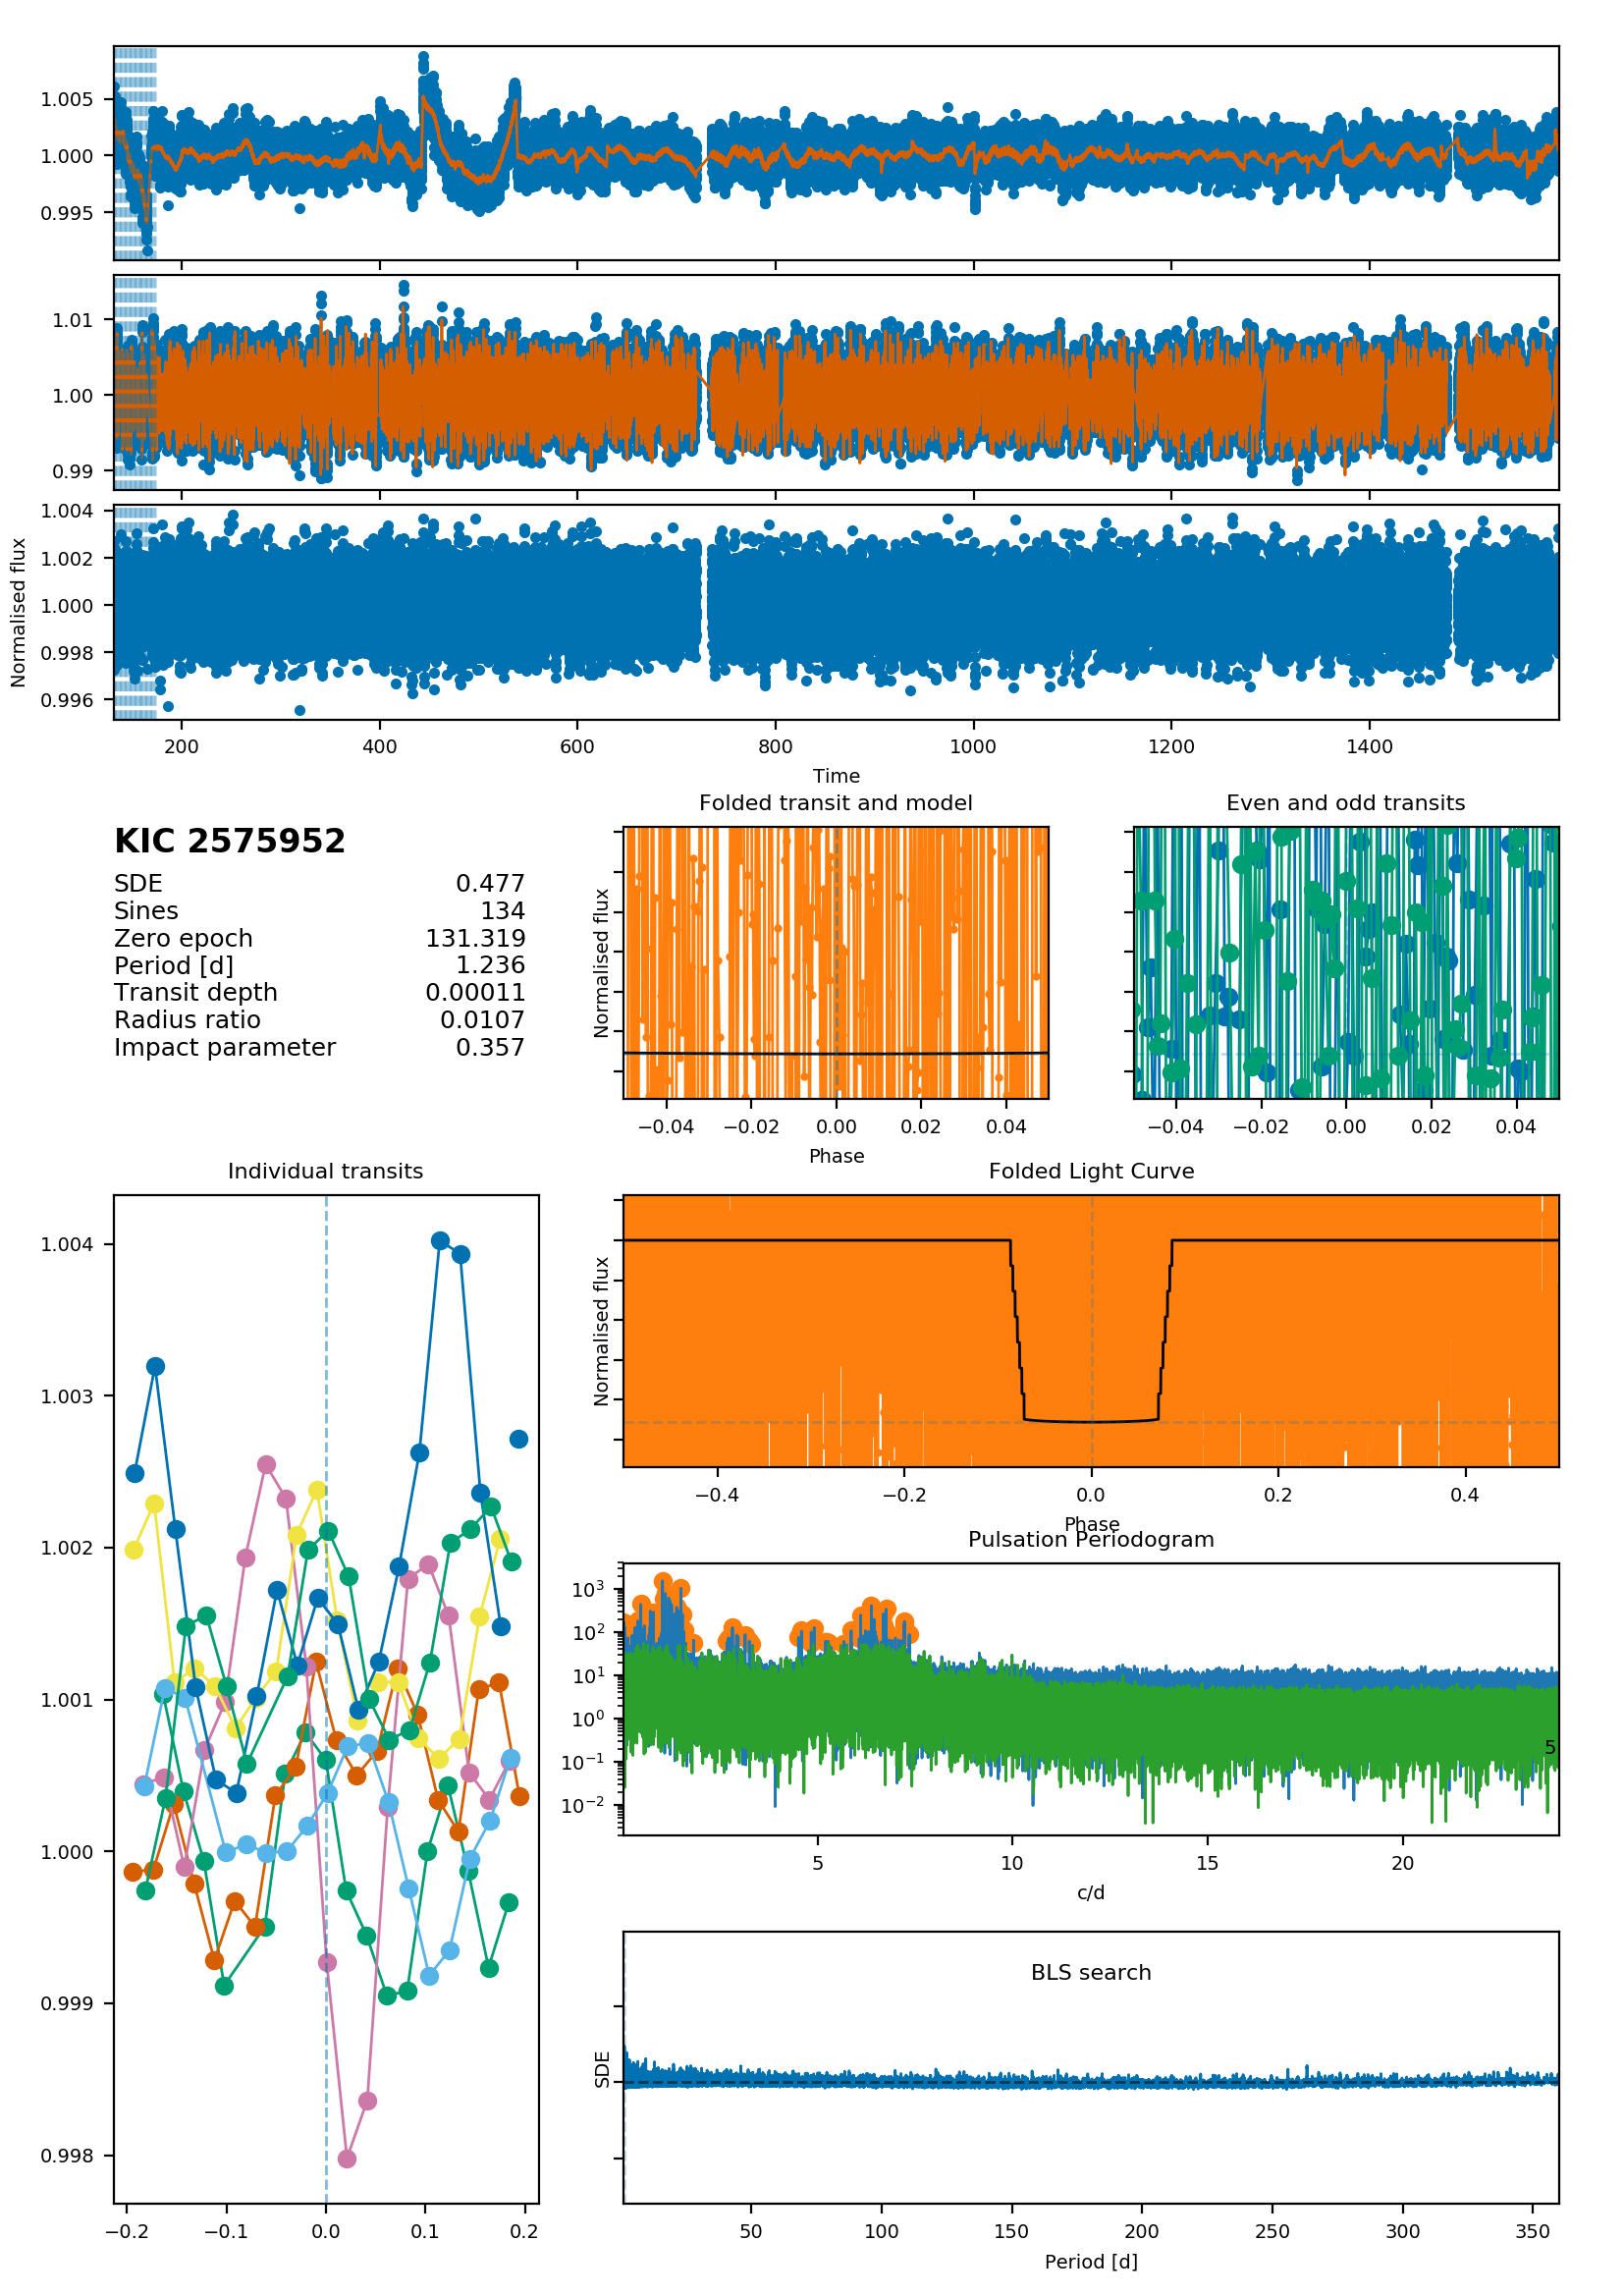 1.005
1.000
0.995
1.01
1.00
0.99
1.004
1.002
1.000
0.998
0.996
Normalised flux
200 400 600 800 1000 1200 1400
Time
KIC 2575952
SDE 0.477
Sines 134
Zero epoch 131.319
Period [d] 1.236
Transit depth 0.00011
Radius ratio 0.0107
Impact parameter 0.357
Folded transit and model
Normalised flux
−0.04 −0.02 0.00 0.02 0.04
Phase
Even and odd transits
−0.04 −0.02 0.00 0.02 0.04
Individual transits
1.004
1.003
1.002
1.001
1.000
0.999
0.998
−0.2 −0.1 0.0 0.1 0.2
Folded Light Curve
Normalised flux
−0.4 −0.2 0.0 0.2 0.4
Phase
Pulsation Periodogram
10³
10²
10¹
10⁰
10⁻¹
10⁻²
5
5 10 15 20
c/d
BLS search
SDE
50 100 150 200 250 300 350
Period [d]